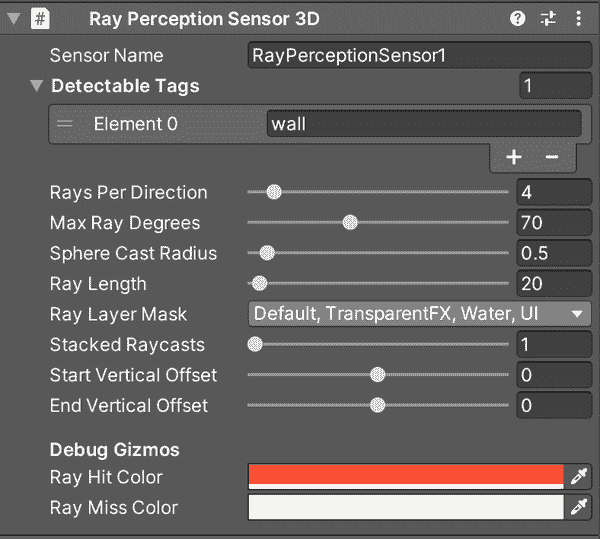 # Ray Perception Sensor 3D
Sensor Name RayPerceptionSensor1
Detectable Tags 1
Element 0 wall
+ −
Rays Per Direction 4
Max Ray Degrees 70
Sphere Cast Radius 0.5
Ray Length 20
Ray Layer Mask Default, TransparentFX, Water, UI
Stacked Raycasts 1
Start Vertical Offset 0
End Vertical Offset 0
Debug Gizmos
Ray Hit Color
Ray Miss Color